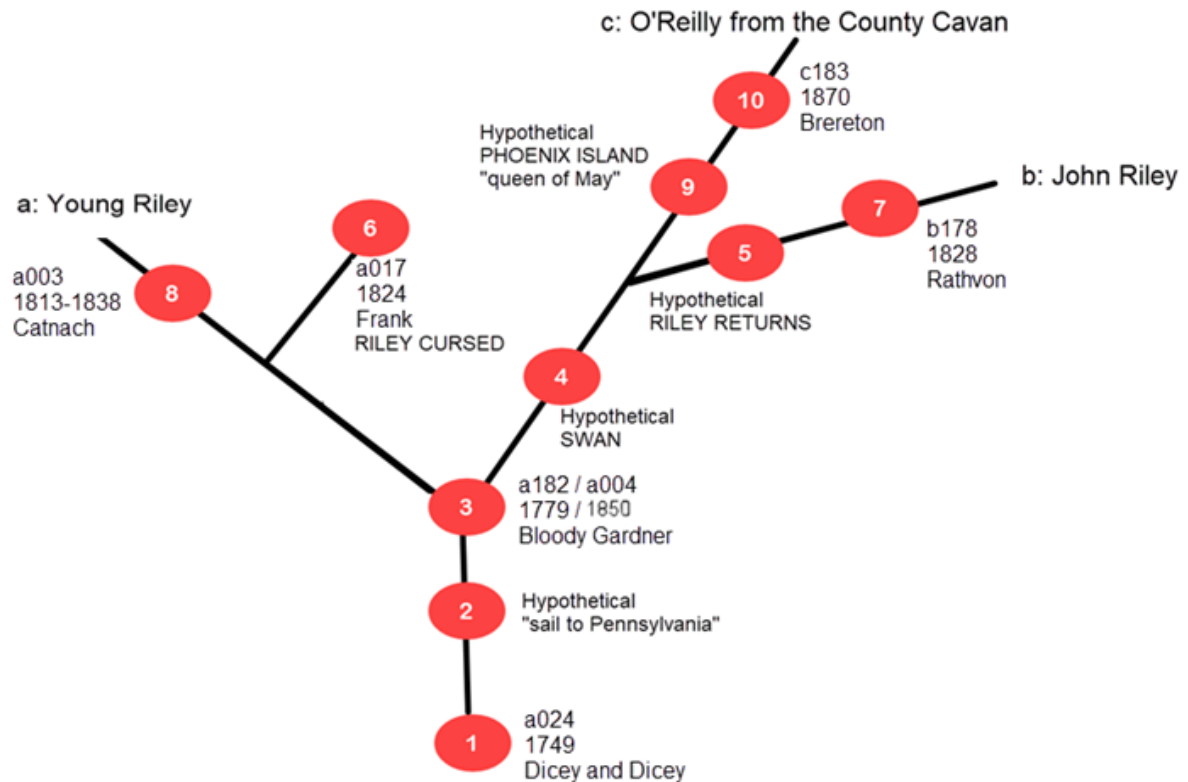 c: O'Reilly from the County Cavan
10
c183
1870
Brereton
Hypothetical
PHOENIX ISLAND
"queen of May"
9
b: John Riley
a: Young Riley
6
7
a017
1824
Frank
RILEY CURSED
b178
1828
Rathvon
5
Hypothetical
RILEY RETURNS
a003
1813-1838
Catnach
8
4
Hypothetical
SWAN
3
a182 / a004
1779 / 1850
Bloody Gardner
2
Hypothetical
"sail to Pennsylvania"
1
a024
1749
Dicey and Dicey